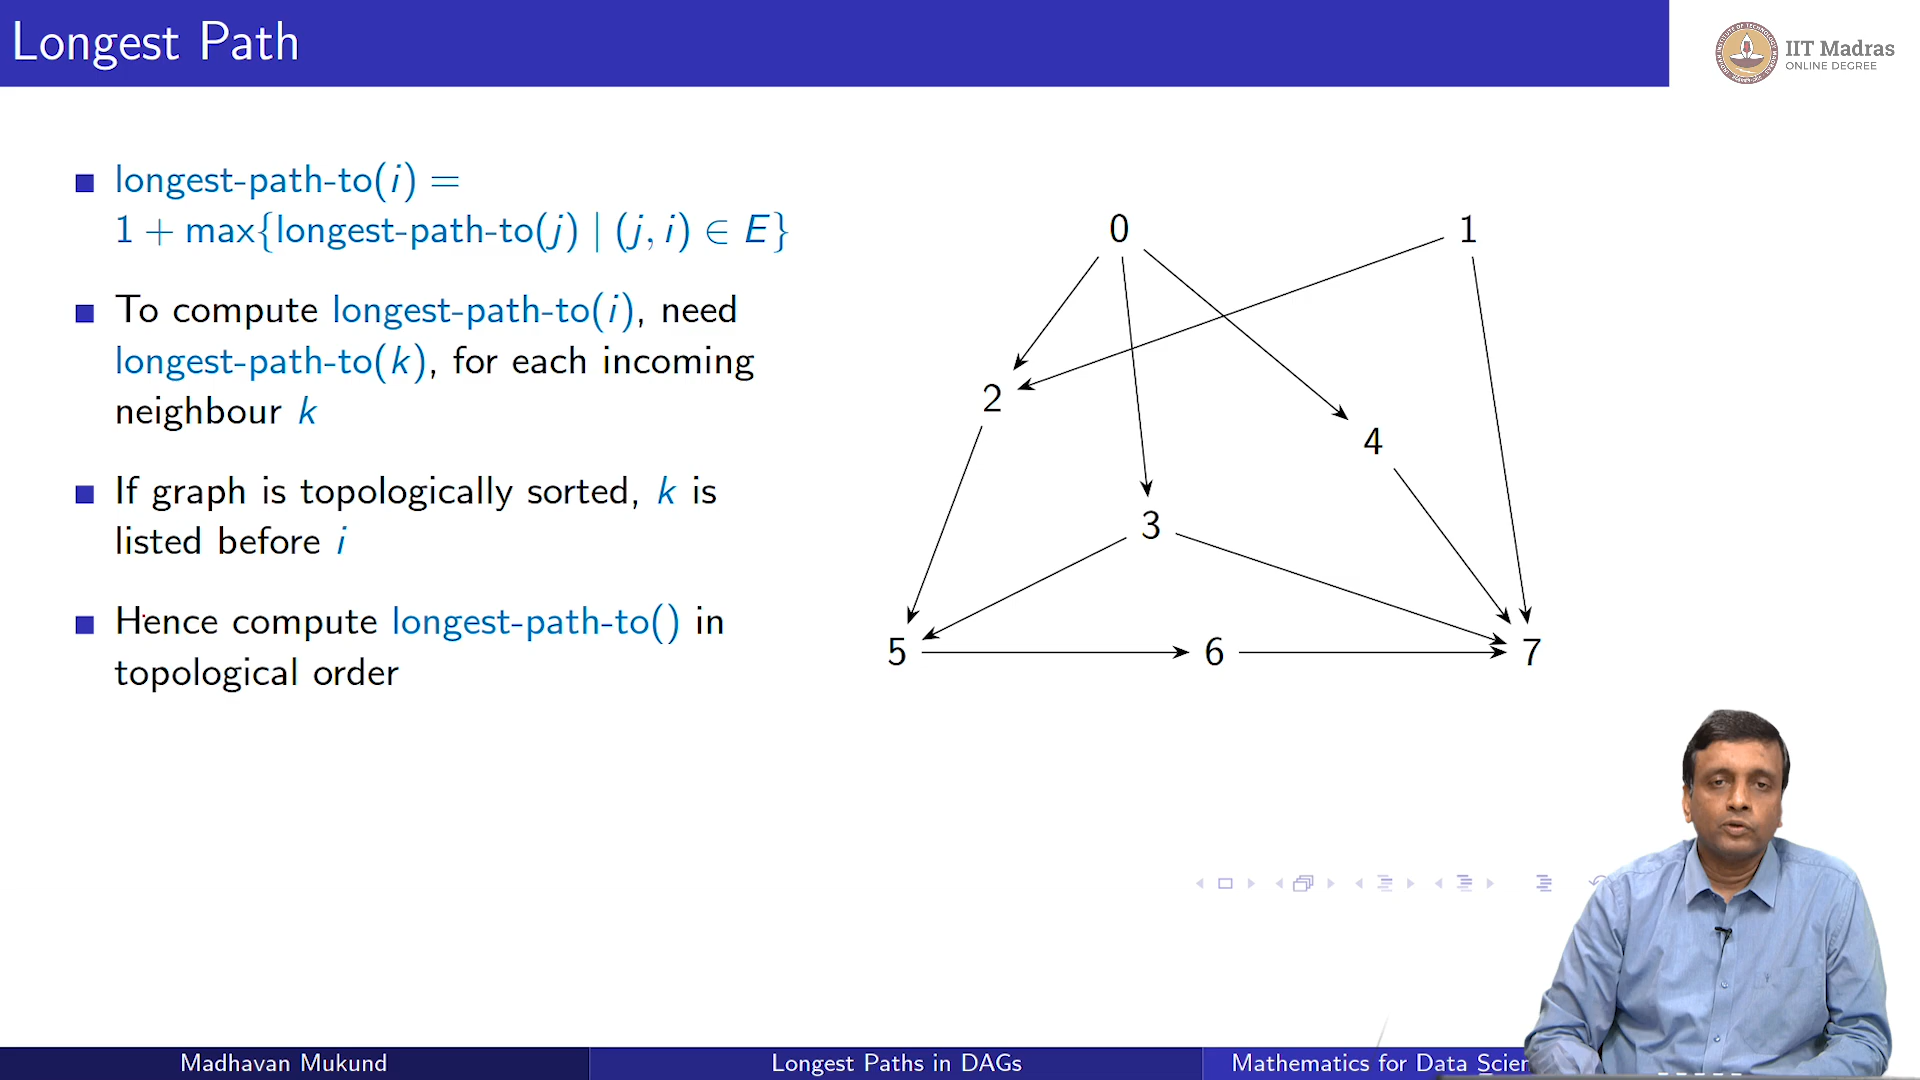 Longest Path
IIT Madras
ONLINE DEGREE
longest-path-to(i) =
1 + max{longest-path-to(j) | (j, i) ∈ E}
To compute longest-path-to(i), need
longest-path-to(k), for each incoming
neighbour k
If graph is topologically sorted, k is
listed before i
Hence compute longest-path-to() in
topological order
0
1
2
4
3
5
6
7
Madhavan Mukund
Longest Paths in DAGs
Mathematics for Data Scien